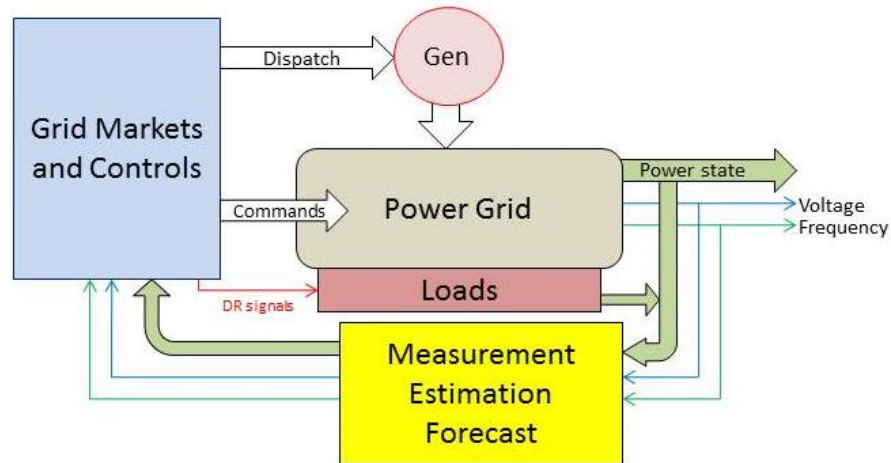 Dispatch
Gen
Grid Markets
and Controls
Power state
Commands
Power Grid
Voltage
Frequency
DR signals
Loads
Measurement
Estimation
Forecast